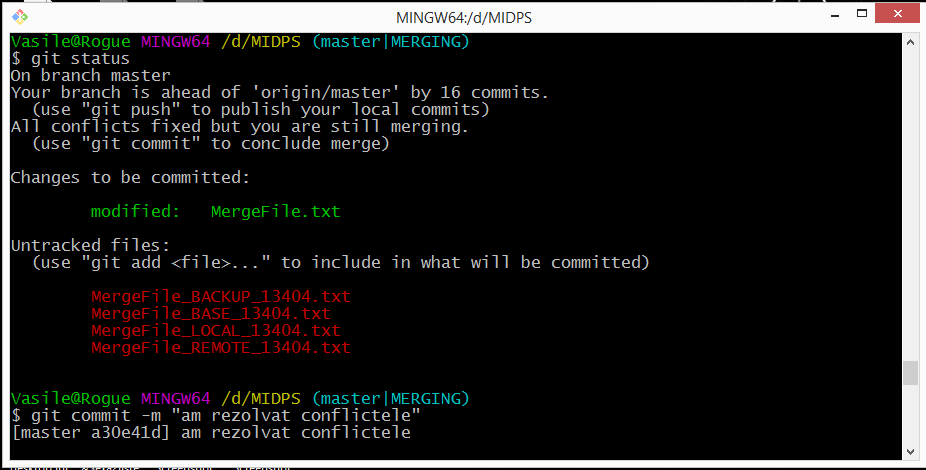 MINGW64:/d/MIDPS
Vasile@Rogue MINGW64 /d/MIDPS (master|MERGING)
$ git status
On branch master
Your branch is ahead of 'origin/master' by 16 commits.
  (use "git push" to publish your local commits)
All conflicts fixed but you are still merging.
  (use "git commit" to conclude merge)
Changes to be committed:
        modified:   MergeFile.txt
Untracked files:
  (use "git add <file>..." to include in what will be committed)
        MergeFile_BACKUP_13404.txt
        MergeFile_BASE_13404.txt
        MergeFile_LOCAL_13404.txt
        MergeFile_REMOTE_13404.txt
Vasile@Rogue MINGW64 /d/MIDPS (master|MERGING)
$ git commit -m "am rezolvat conflictele"
[master a30e41d] am rezolvat conflictele